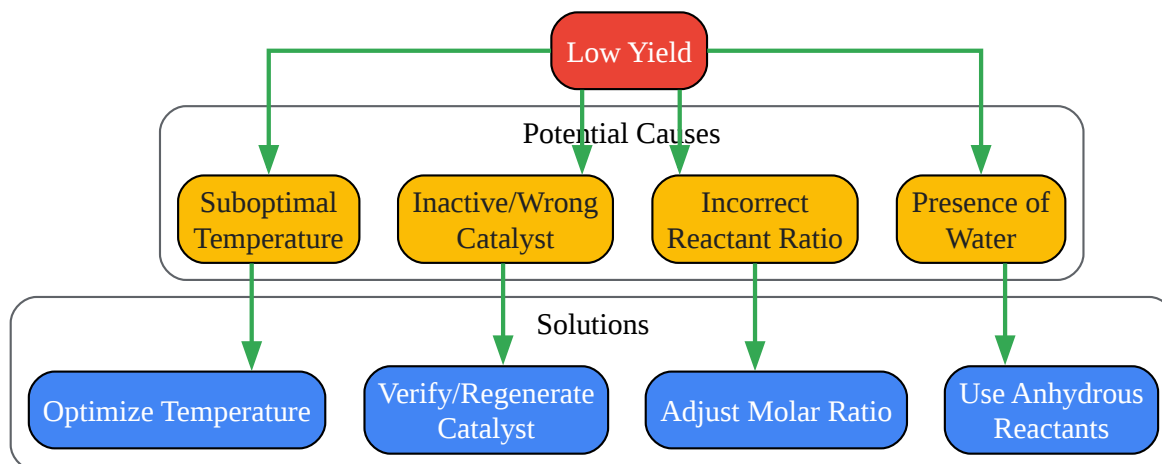 Low Yield
Potential Causes
Suboptimal
Temperature
Inactive/Wrong
Catalyst
Incorrect
Reactant Ratio
Presence of
Water
Solutions
Optimize Temperature
Verify/Regenerate
Catalyst
Adjust Molar Ratio
Use Anhydrous
Reactants